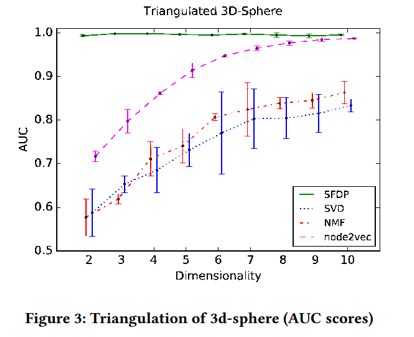 Triangulated 3D-Sphere
1.0
0.9
0.8
0.7
0.6
0.5
AUC
SFDP
SVD
NMF
node2vec
2 3 4 5 6 7 8 9 10
Dimensionality
Figure 3: Triangulation of 3d-sphere (AUC scores)